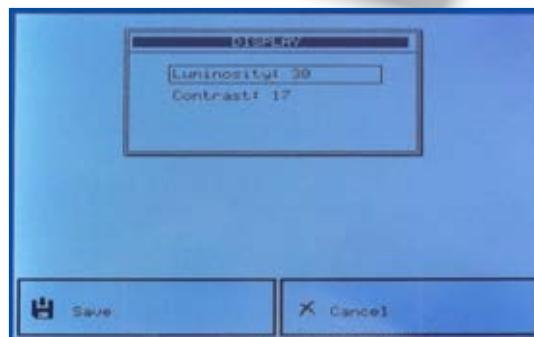 DISPLAY
Luminosity: 30
Contrast: 17
Save
Cancel